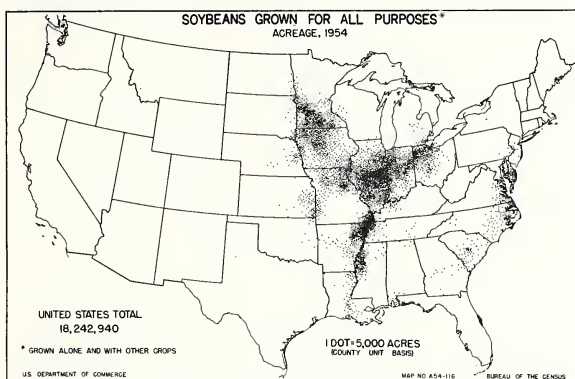 SOYBEANS GROWN FOR ALL PURPOSES*
ACREAGE, 1954
UNITED STATES TOTAL
18,242,940
* GROWN ALONE AND WITH OTHER CROPS
1 DOT=5,000 ACRES
(COUNTY UNIT BASIS)
U.S. DEPARTMENT OF COMMERCE
MAP NO. A54-116
BUREAU OF THE CENSUS